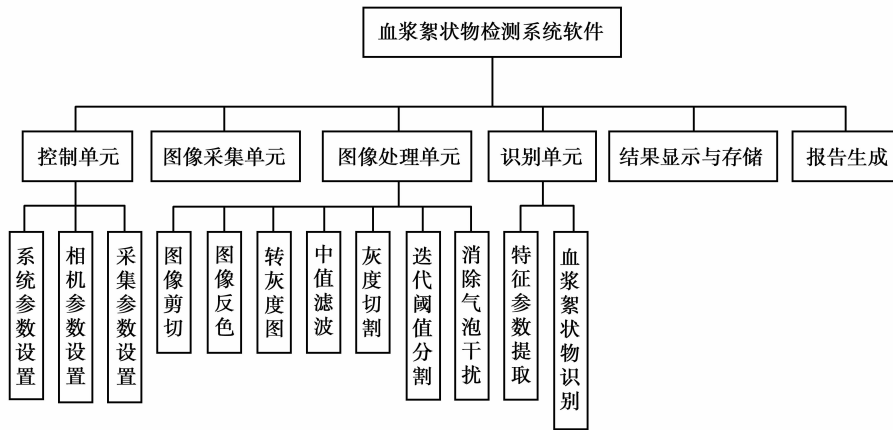 血浆絮状物检测系统软件
控制单元
图像采集单元
图像处理单元
识别单元
结果显示与存储
报告生成
系统参数设置
相机参数设置
采集参数设置
图像剪切
图像反色
转灰度图
中值滤波
灰度切割
迭代阈值分割
消除气泡干扰
特征参数提取
血浆絮状物识别